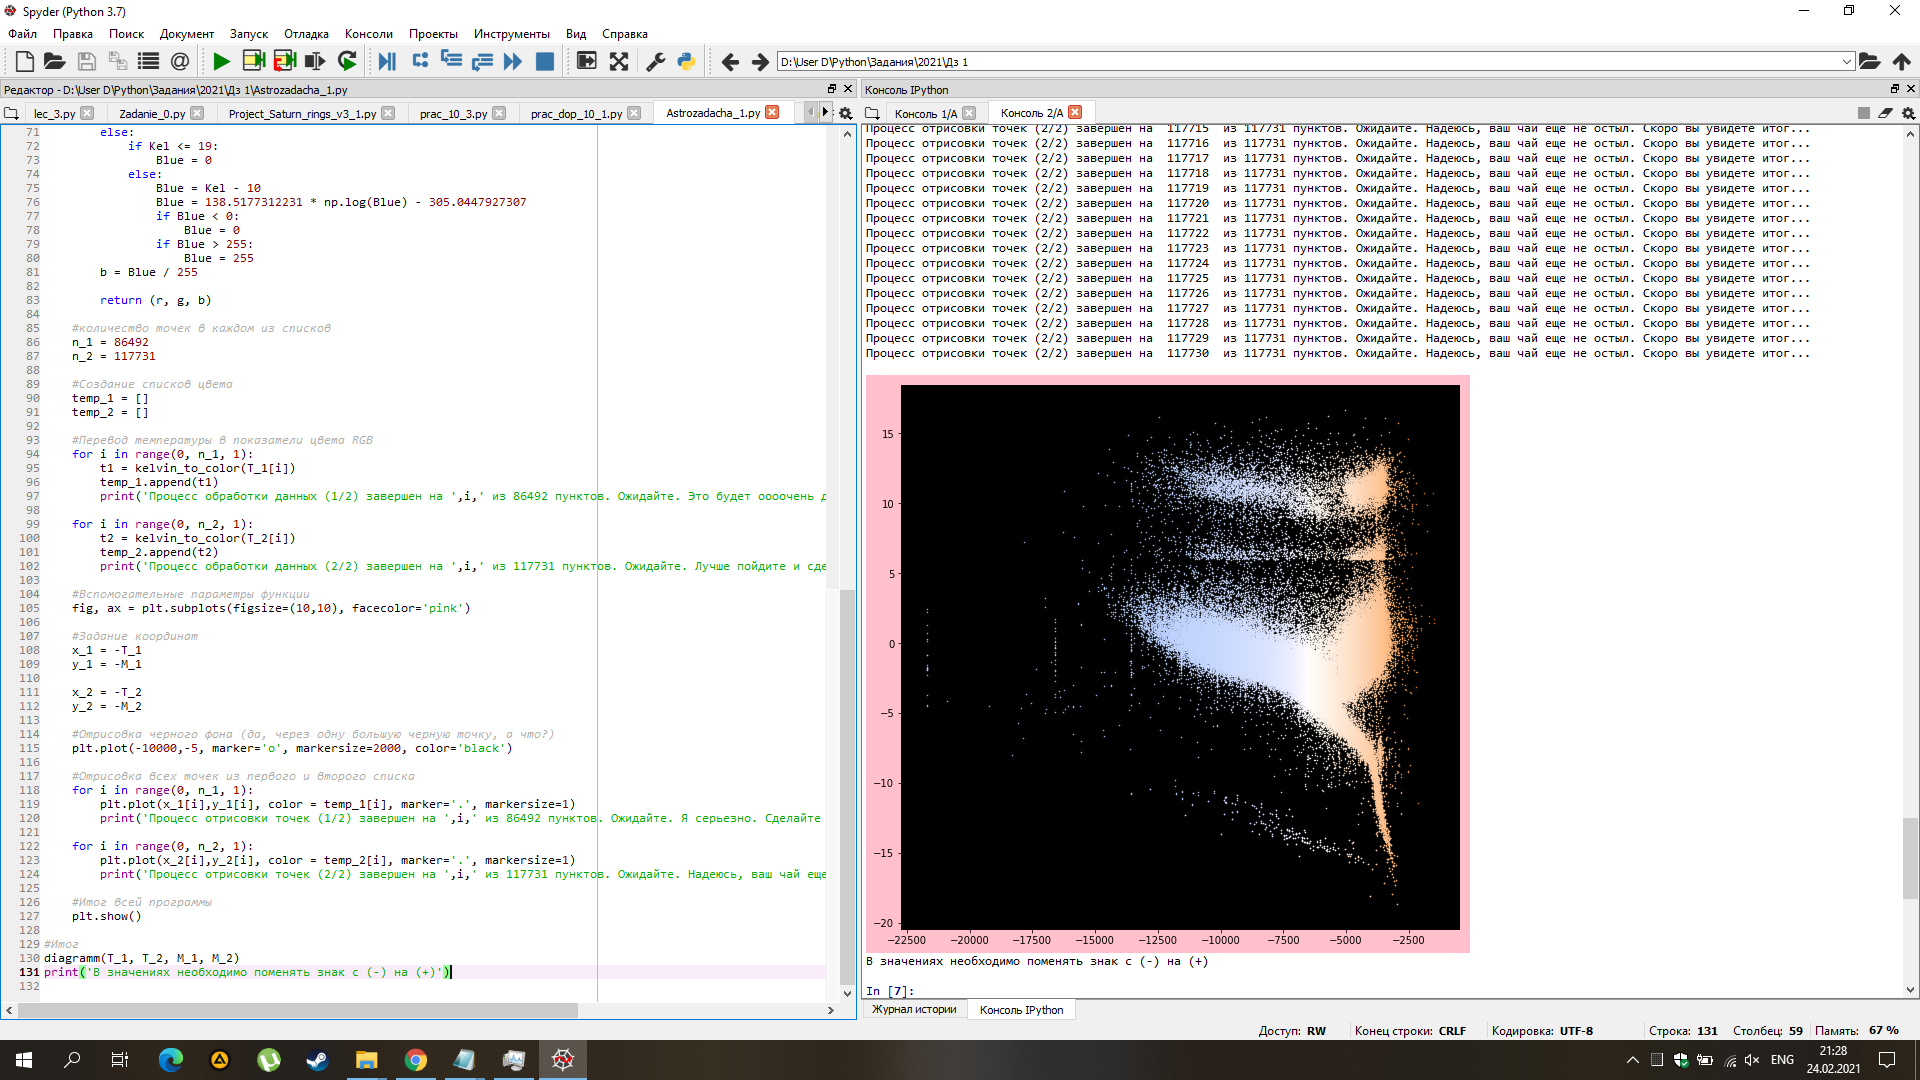 Spyder (Python 3.7)
Файл Правка Поиск Документ Запуск Отладка Консоли Проекты Инструменты Вид Справка
D:\User D\Python\Задания\2021\Дз 1
Редактор - D:\User D\Python\Задания\2021\Дз 1\Astrozadacha_1.py
lec_3.py Zadanie_0.py Project_Saturn_rings_v3_1.py prac_10_3.py prac_dop_10_1.py Astrozadacha_1.py
71 else:
72 if Kel <= 19:
73 Blue = 0
74 else:
75 Blue = Kel - 10
76 Blue = 138.5177312231 * np.log(Blue) - 305.0447927307
77 if Blue < 0:
78 Blue = 0
79 if Blue > 255:
80 Blue = 255
81 b = Blue / 255
82
83 return (r, g, b)
84
85 #количество точек в каждом из списков
86 n_1 = 86492
87 n_2 = 117731
88
89 #Создание списков цвета
90 temp_1 = []
91 temp_2 = []
92
93 #Перевод температуры в показатели цвета RGB
94 for i in range(0, n_1, 1):
95 t1 = kelvin_to_color(T_1[i])
96 temp_1.append(t1)
97 print('Процесс обработки данных (1/2) завершен на ',i,' из 86492 пунктов. Ожидайте. Это будет оооочень д
98
99 for i in range(0, n_2, 1):
100 t2 = kelvin_to_color(T_2[i])
101 temp_2.append(t2)
102 print('Процесс обработки данных (2/2) завершен на ',i,' из 117731 пунктов. Ожидайте. Лучше пойдите и сде
103
104 #Вспомогательные параметры функции
105 fig, ax = plt.subplots(figsize=(10,10), facecolor='pink')
106
107 #Задание координат
108 x_1 = -T_1
109 y_1 = -M_1
110
111 x_2 = -T_2
112 y_2 = -M_2
113
114 #Отрисовка черного фона (да, через одну большую черную точку, а что?)
115 plt.plot(-10000,-5, marker='o', markersize=2000, color='black')
116
117 #Отрисовка всех точек из первого и второго списка
118 for i in range(0, n_1, 1):
119 plt.plot(x_1[i],y_1[i], color = temp_1[i], marker='.', markersize=1)
120 print('Процесс отрисовки точек (1/2) завершен на ',i,' из 86492 пунктов. Ожидайте. Я серьезно. Сделайте
121
122 for i in range(0, n_2, 1):
123 plt.plot(x_2[i],y_2[i], color = temp_2[i], marker='.', markersize=1)
124 print('Процесс отрисовки точек (2/2) завершен на ',i,' из 117731 пунктов. Ожидайте. Надеюсь, ваш чай еще
125
126 #Итог всей программы
127 plt.show()
128
129 #Итог
130 diagramm(T_1, T_2, M_1, M_2)
131 print('В значениях необходимо поменять знак с (-) на (+)')
132
Консоль IPython
Консоль 1/A Консоль 2/A
Процесс отрисовки точек (2/2) завершен на 117715 из 117731 пунктов. Ожидайте. Надеюсь, ваш чай еще не остыл. Скоро вы увидете итог...
Процесс отрисовки точек (2/2) завершен на 117716 из 117731 пунктов. Ожидайте. Надеюсь, ваш чай еще не остыл. Скоро вы увидете итог...
Процесс отрисовки точек (2/2) завершен на 117717 из 117731 пунктов. Ожидайте. Надеюсь, ваш чай еще не остыл. Скоро вы увидете итог...
Процесс отрисовки точек (2/2) завершен на 117718 из 117731 пунктов. Ожидайте. Надеюсь, ваш чай еще не остыл. Скоро вы увидете итог...
Процесс отрисовки точек (2/2) завершен на 117719 из 117731 пунктов. Ожидайте. Надеюсь, ваш чай еще не остыл. Скоро вы увидете итог...
Процесс отрисовки точек (2/2) завершен на 117720 из 117731 пунктов. Ожидайте. Надеюсь, ваш чай еще не остыл. Скоро вы увидете итог...
Процесс отрисовки точек (2/2) завершен на 117721 из 117731 пунктов. Ожидайте. Надеюсь, ваш чай еще не остыл. Скоро вы увидете итог...
Процесс отрисовки точек (2/2) завершен на 117722 из 117731 пунктов. Ожидайте. Надеюсь, ваш чай еще не остыл. Скоро вы увидете итог...
Процесс отрисовки точек (2/2) завершен на 117723 из 117731 пунктов. Ожидайте. Надеюсь, ваш чай еще не остыл. Скоро вы увидете итог...
Процесс отрисовки точек (2/2) завершен на 117724 из 117731 пунктов. Ожидайте. Надеюсь, ваш чай еще не остыл. Скоро вы увидете итог...
Процесс отрисовки точек (2/2) завершен на 117725 из 117731 пунктов. Ожидайте. Надеюсь, ваш чай еще не остыл. Скоро вы увидете итог...
Процесс отрисовки точек (2/2) завершен на 117726 из 117731 пунктов. Ожидайте. Надеюсь, ваш чай еще не остыл. Скоро вы увидете итог...
Процесс отрисовки точек (2/2) завершен на 117727 из 117731 пунктов. Ожидайте. Надеюсь, ваш чай еще не остыл. Скоро вы увидете итог...
Процесс отрисовки точек (2/2) завершен на 117728 из 117731 пунктов. Ожидайте. Надеюсь, ваш чай еще не остыл. Скоро вы увидете итог...
Процесс отрисовки точек (2/2) завершен на 117729 из 117731 пунктов. Ожидайте. Надеюсь, ваш чай еще не остыл. Скоро вы увидете итог...
Процесс отрисовки точек (2/2) завершен на 117730 из 117731 пунктов. Ожидайте. Надеюсь, ваш чай еще не остыл. Скоро вы увидете итог...
15
10
5
0
−5
−10
−15
−20
−22500 −20000 −17500 −15000 −12500 −10000 −7500 −5000 −2500
В значениях необходимо поменять знак с (-) на (+)
In [7]:
Журнал истории Консоль IPython
Доступ: RW Конец строки: CRLF Кодировка: UTF-8 Строка: 131 Столбец: 59 Память: 67 %
ENG
21:28
24.02.2021